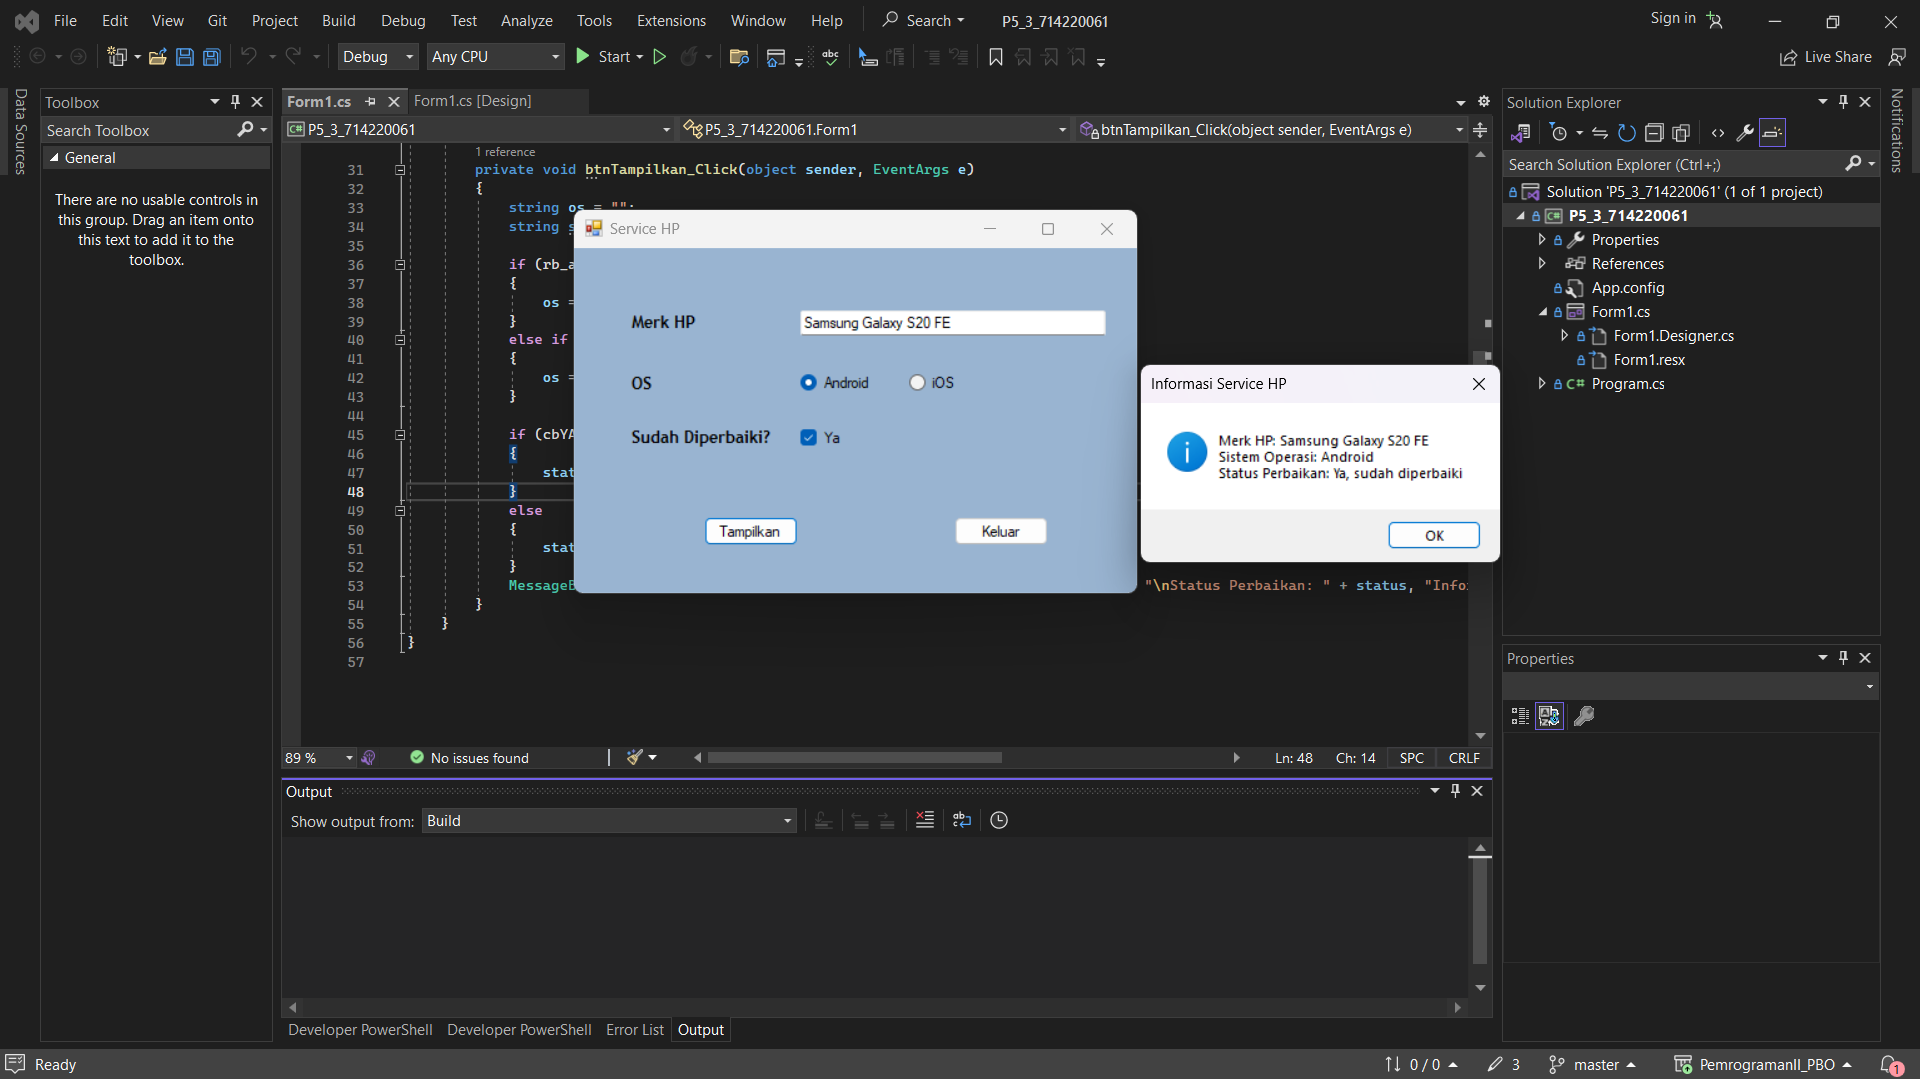 File Edit View Git Project Build Debug Test Analyze Tools Extensions Window Help Search P5_3_714220061 Sign in
Debug Any CPU Start Live Share
Data Sources
Toolbox
Search Toolbox
General
There are no usable controls in
this group. Drag an item onto
this text to add it to the
toolbox.
Form1.cs Form1.cs [Design]
P5_3_714220061 P5_3_714220061.Form1 btnTampilkan_Click(object sender, EventArgs e)
1 reference
31 private void btnTampilkan_Click(object sender, EventArgs e)
32 {
33 string os = "";
34 string s
35
36 if (rb_a
37 {
38 os =
39 }
40 else if
41 {
42 os =
43 }
44
45 if (cbYA
46 {
47 stat
48 }
49 else
50 {
51 stat
52 }
53 MessageB "\nStatus Perbaikan: " + status, "Info
54 }
55 }
56 }
57
Service HP
Merk HP Samsung Galaxy S20 FE
OS Android iOS
Sudah Diperbaiki? Ya
Tampilkan Keluar
Informasi Service HP
Merk HP: Samsung Galaxy S20 FE
Sistem Operasi: Android
Status Perbaikan: Ya, sudah diperbaiki
OK
89 % No issues found Ln: 48 Ch: 14 SPC CRLF
Output
Show output from: Build
Developer PowerShell Developer PowerShell Error List Output
Solution Explorer
Search Solution Explorer (Ctrl+;)
Solution 'P5_3_714220061' (1 of 1 project)
P5_3_714220061
Properties
References
App.config
Form1.cs
Form1.Designer.cs
Form1.resx
Program.cs
Properties
Notifications
Ready 0 / 0 3 master PemrogramanII_PBO 1